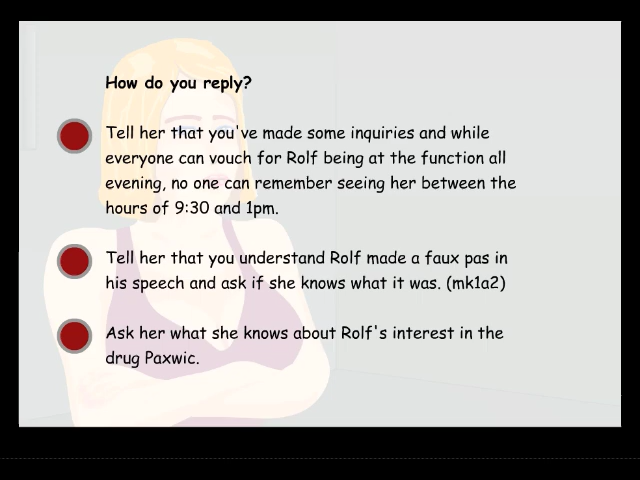 How do you reply?
Tell her that you've made some inquiries and while
everyone can vouch for Rolf being at the function all
evening, no one can remember seeing her between the
hours of 9:30 and 1pm.
Tell her that you understand Rolf made a faux pas in
his speech and ask if she knows what it was. (mk1a2)
Ask her what she knows about Rolf's interest in the
drug Paxwic.